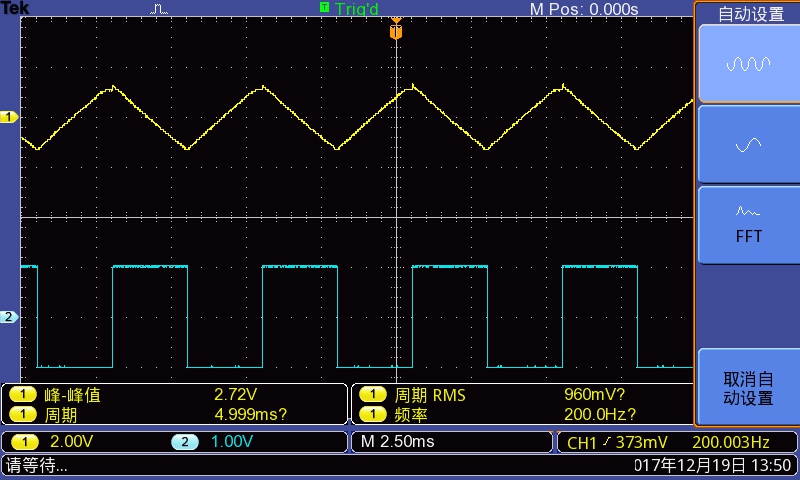 Tek Trig'd M Pos: 0.000s
自动设置
T
T
1
FFT
2
取消自
动设置
1 峰-峰值 2.72V 1 周期 RMS 960mV?
1 周期 4.999ms? 1 频率 200.0Hz?
1 2.00V 2 1.00V M 2.50ms CH1 373mV 200.003Hz
请等待... 017年12月19日 13:50